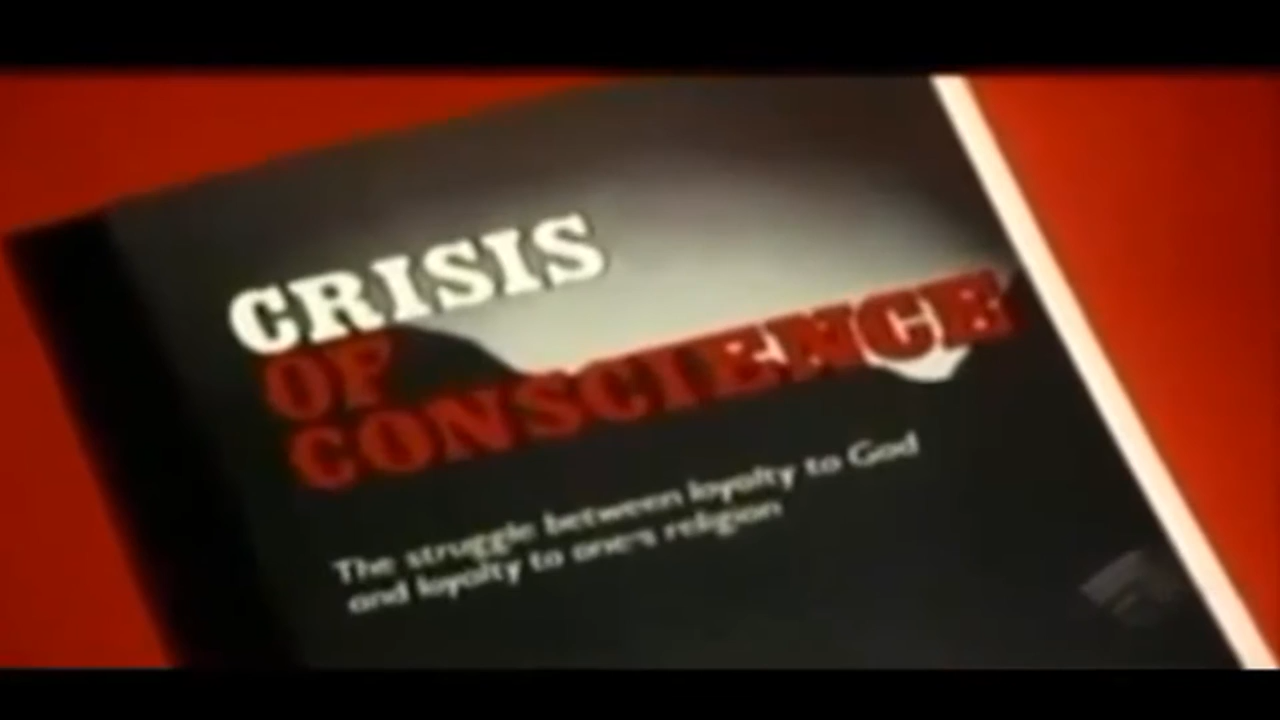 CRISIS
OF
CONSCIENCE
The struggle between loyalty to God
and loyalty to one's religion